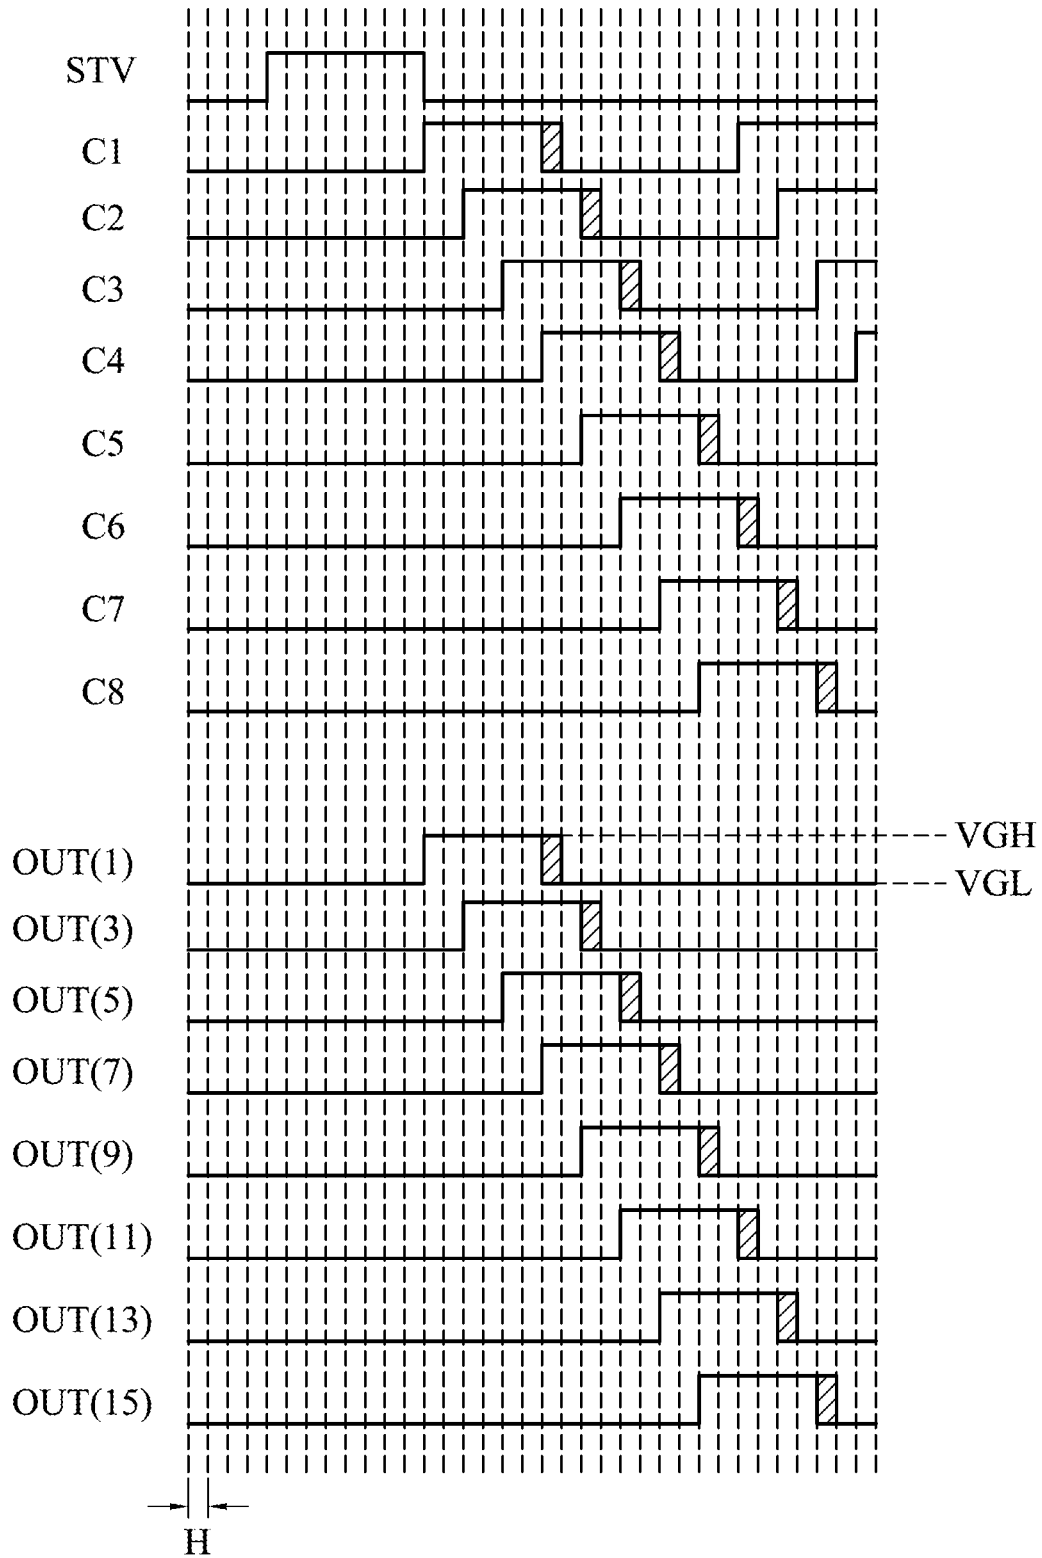 STV
C1
C2
C3
C4
C5
C6
C7
C8
VGH
OUT(1)
VGL
OUT(3)
OUT(5)
OUT(7)
OUT(9)
OUT(11)
OUT(13)
OUT(15)
H